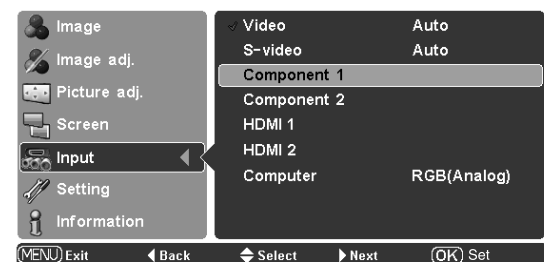 Image
Image adj.
Picture adj.
Screen
Input
Setting
Information
Video Auto
S-video Auto
Component 1
Component 2
HDMI 1
HDMI 2
Computer RGB(Analog)
MENU Exit Back Select Next OK Set